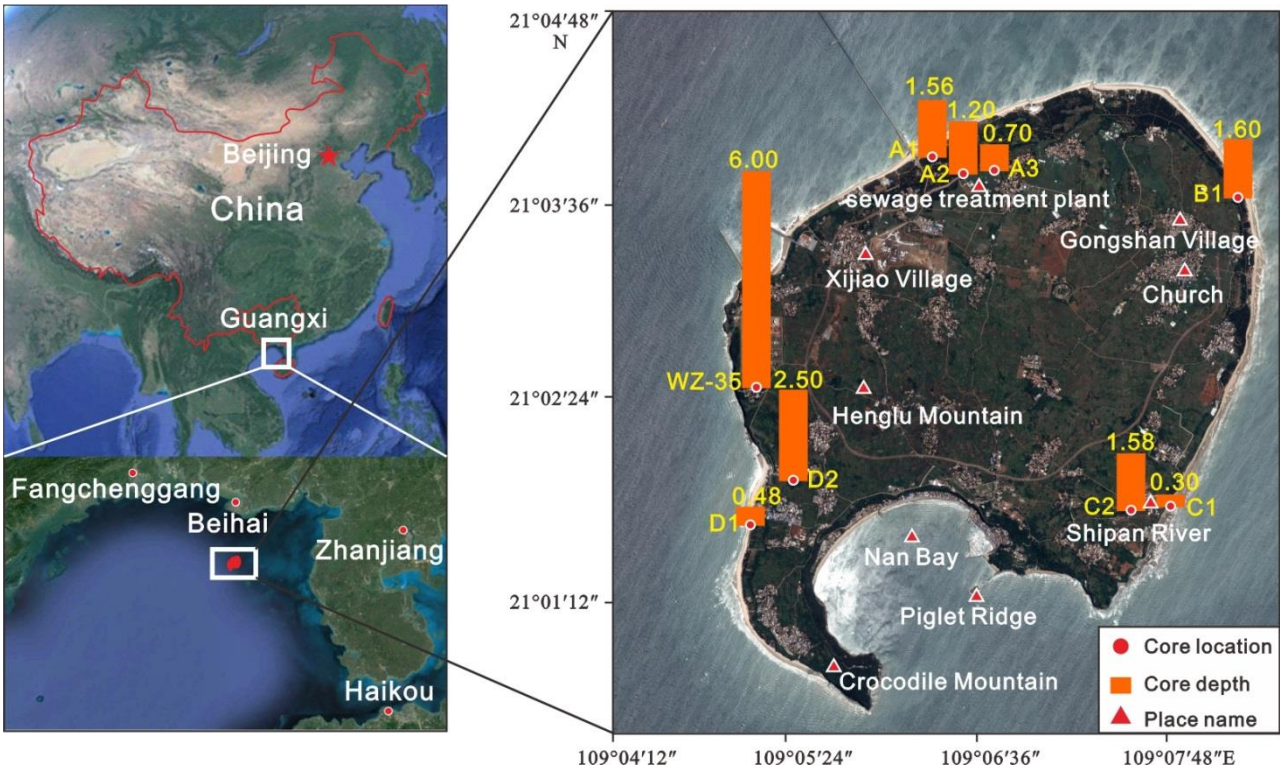 Beijing
China
Guangxi
Fangchenggang
Beihai
Zhanjiang
Haikou
21°04′48″
N
21°03′36″
21°02′24″
21°01′12″
109°04′12″
109°05′24″
109°06′36″
109°07′48″E
1.56
1.20
0.70
1.60
6.00
A1
A2
A3
B1
sewage treatment plant
Gongshan Village
Xijiao Village
Church
WZ-35
2.50
Henglu Mountain
1.58
0.30
D2
0.48
C2
C1
D1
Shipan River
Nan Bay
Piglet Ridge
Crocodile Mountain
Core location
Core depth
Place name